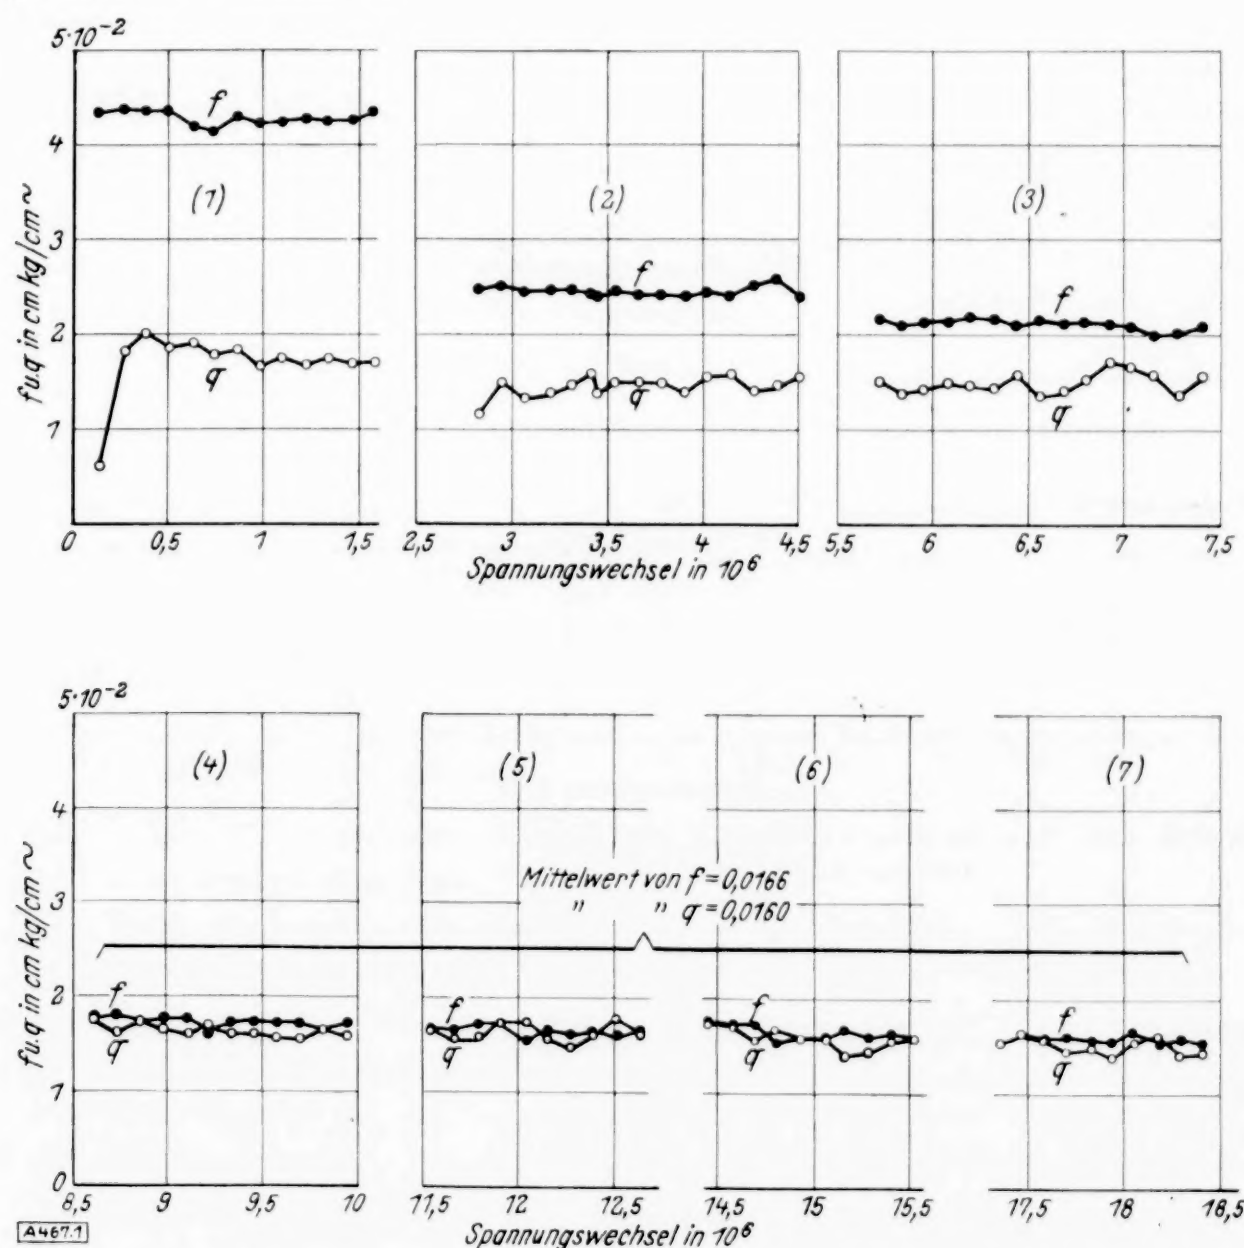 5·10⁻²
f
4
(1)
(2)
(3)
3
f
f
2
q
q
q
1
f u. q in cm kg/cm ~
0 0,5 1 1,5 2,5 3 3,5 4 4,5 5,5 6 6,5 7 7,5
Spannungswechsel in 10⁶
5·10⁻²
(4) (5) (6) (7)
4
Mittelwert von f = 0,0166
" " q = 0,0160
3
2
f f f f
q q q q
1
f u. q in cm kg/cm ~
0
8,5 9 9,5 10 11,5 12 12,5 14,5 15 15,5 17,5 18 18,5
Spannungswechsel in 10⁶
A467.1